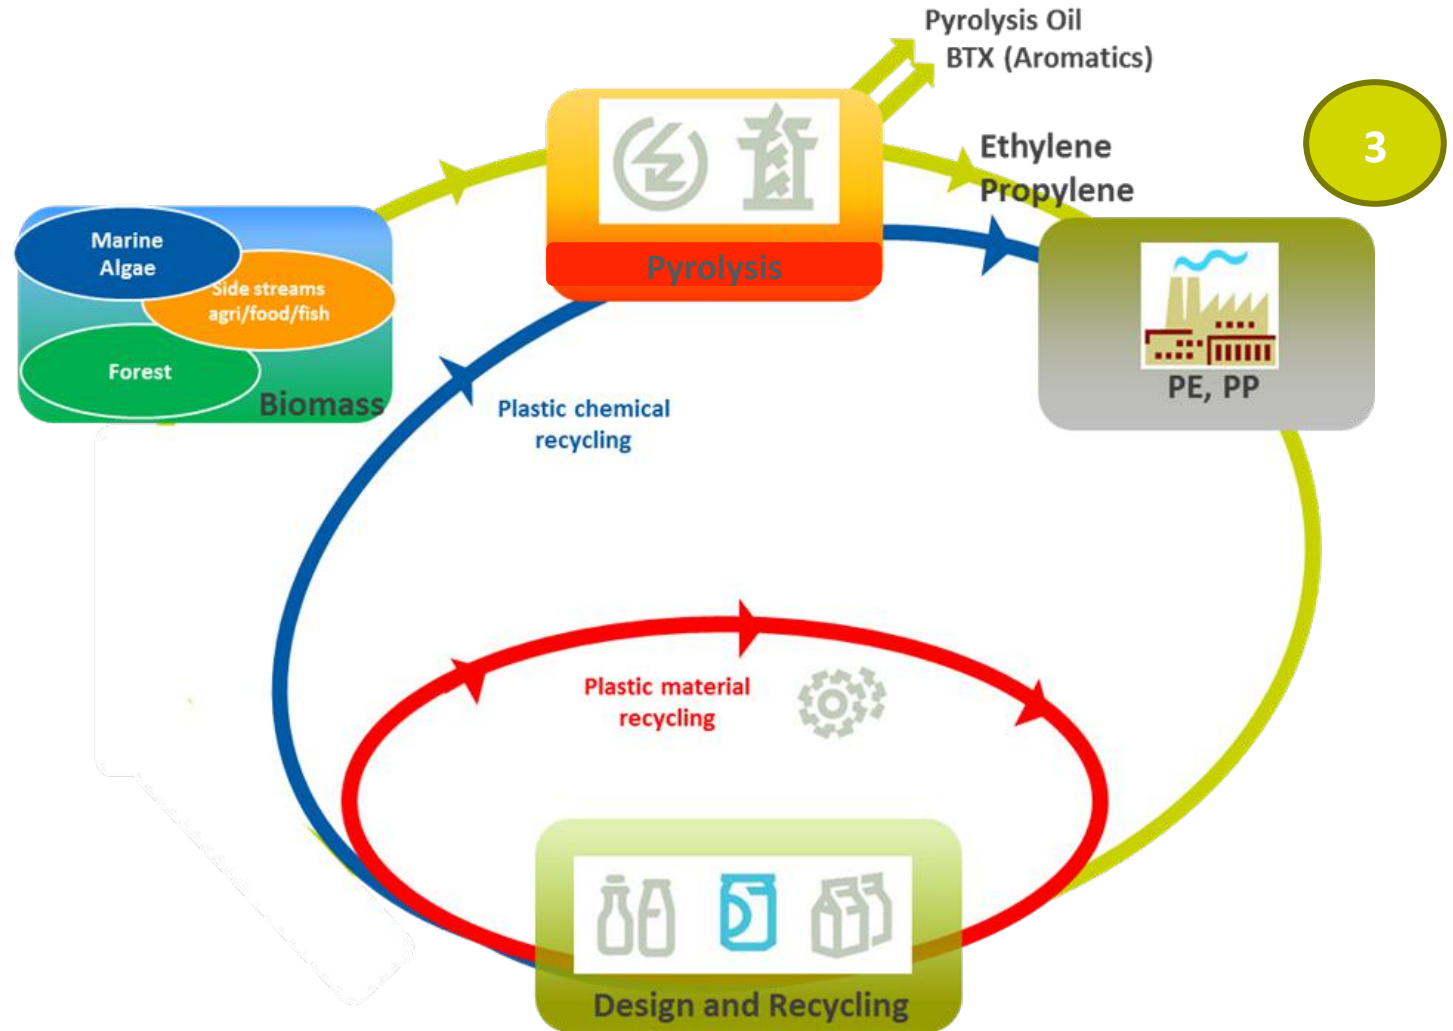 Pyrolysis Oil
BTX (Aromatics)
Ethylene
Propylene
3
Marine
Algae
Side streams
agri/food/fish
Forest
Biomass
Pyrolysis
PE, PP
Plastic chemical
recycling
Plastic material
recycling
Design and Recycling